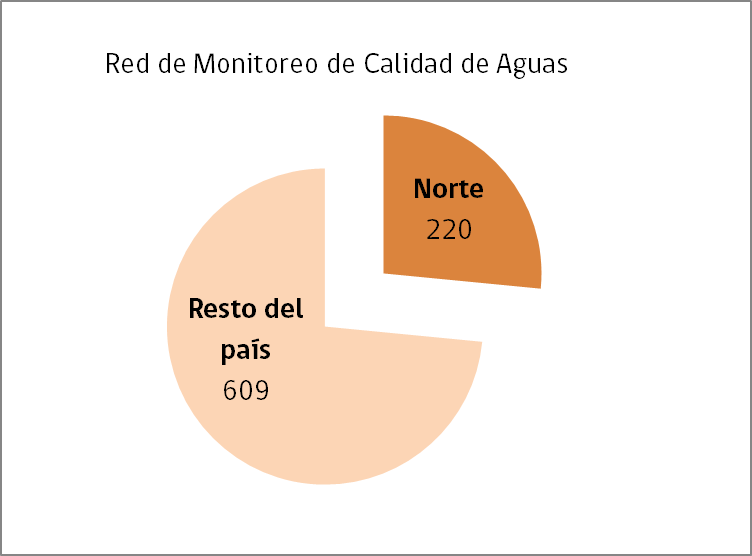 Red de Monitoreo de Calidad de Aguas
Norte
220
Resto del
país
609